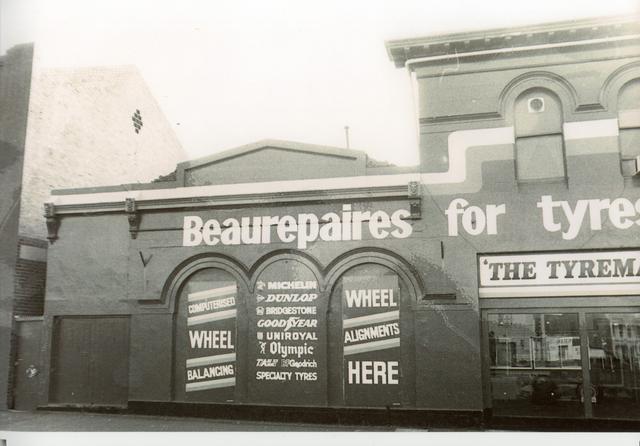 Beaurepaires for tyres
'THE TYREMA
COMPUTERISED
WHEEL
BALANCING
MICHELIN
DUNLOP
BRIDGESTONE
GOODYEAR
UNIROYAL
Olympic
BFGoodrich
SPECIALTY TYRES
WHEEL
ALIGNMENTS
HERE